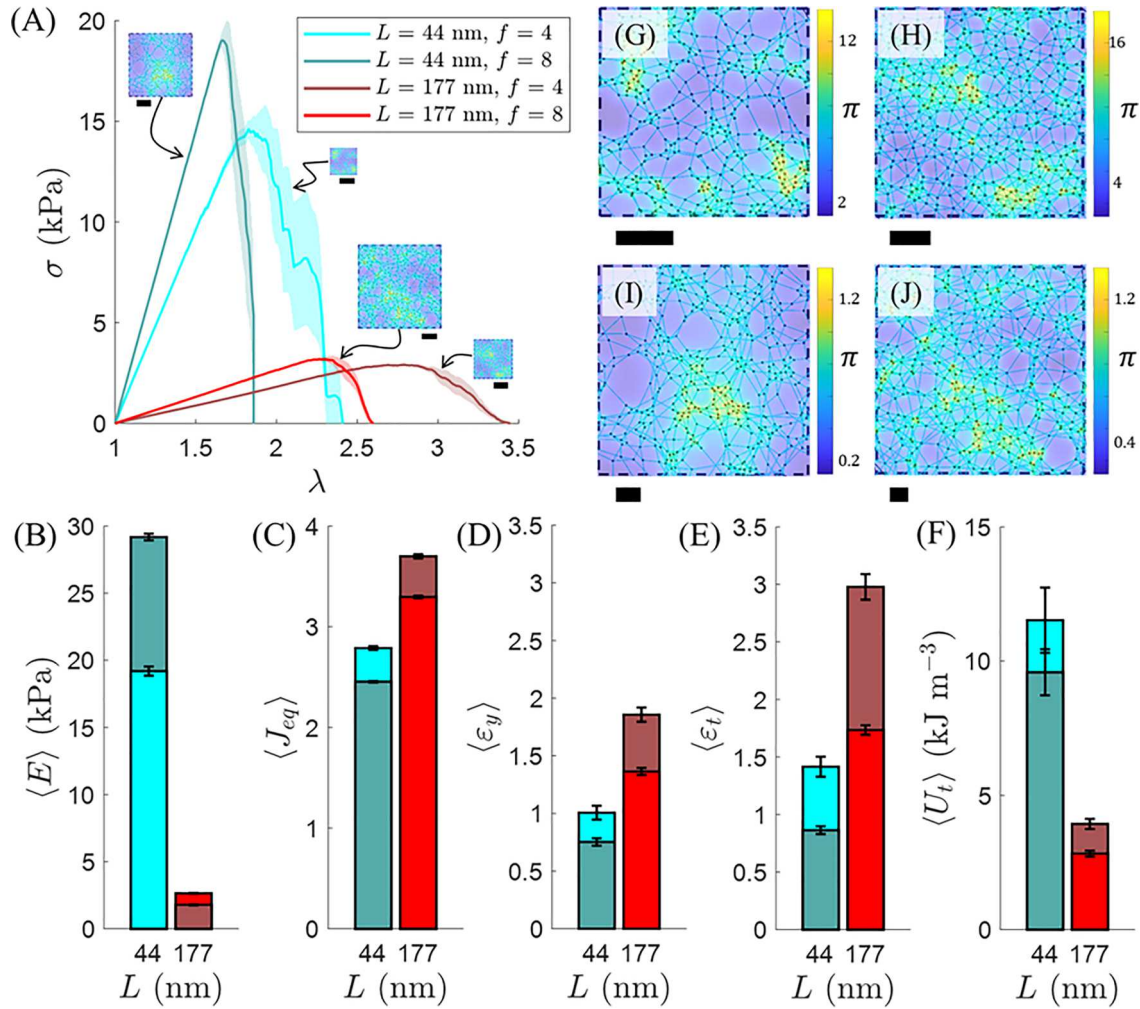 (A)
20
15
10
5
0
σ (kPa)
1
1.5
2
2.5
3
3.5
λ
L = 44 nm, f = 4
L = 44 nm, f = 8
L = 177 nm, f = 4
L = 177 nm, f = 8
(G)
12
π
2
(H)
16
π
4
(I)
1.2
π
0.2
(J)
1.2
π
0.4
(B)
30
25
20
15
10
5
0
⟨E⟩ (kPa)
44 177
L (nm)
(C)
4
3
2
1
0
⟨J_eq⟩
44 177
L (nm)
(D)
3.5
3
2.5
2
1.5
1
0.5
0
⟨ε_y⟩
44 177
L (nm)
(E)
3.5
3
2.5
2
1.5
1
0.5
0
⟨ε_t⟩
44 177
L (nm)
(F)
15
10
5
0
⟨U_t⟩ (kJ m⁻³)
44 177
L (nm)